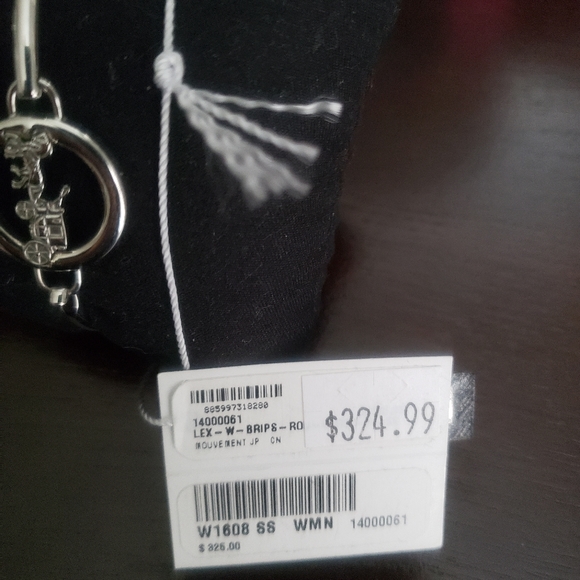 885997318280
14000061
LEX-W-BRIPS-RO
MOUVEMENT JP CN
$324.99
W1608 SS WMN 14000061
$ 325.00